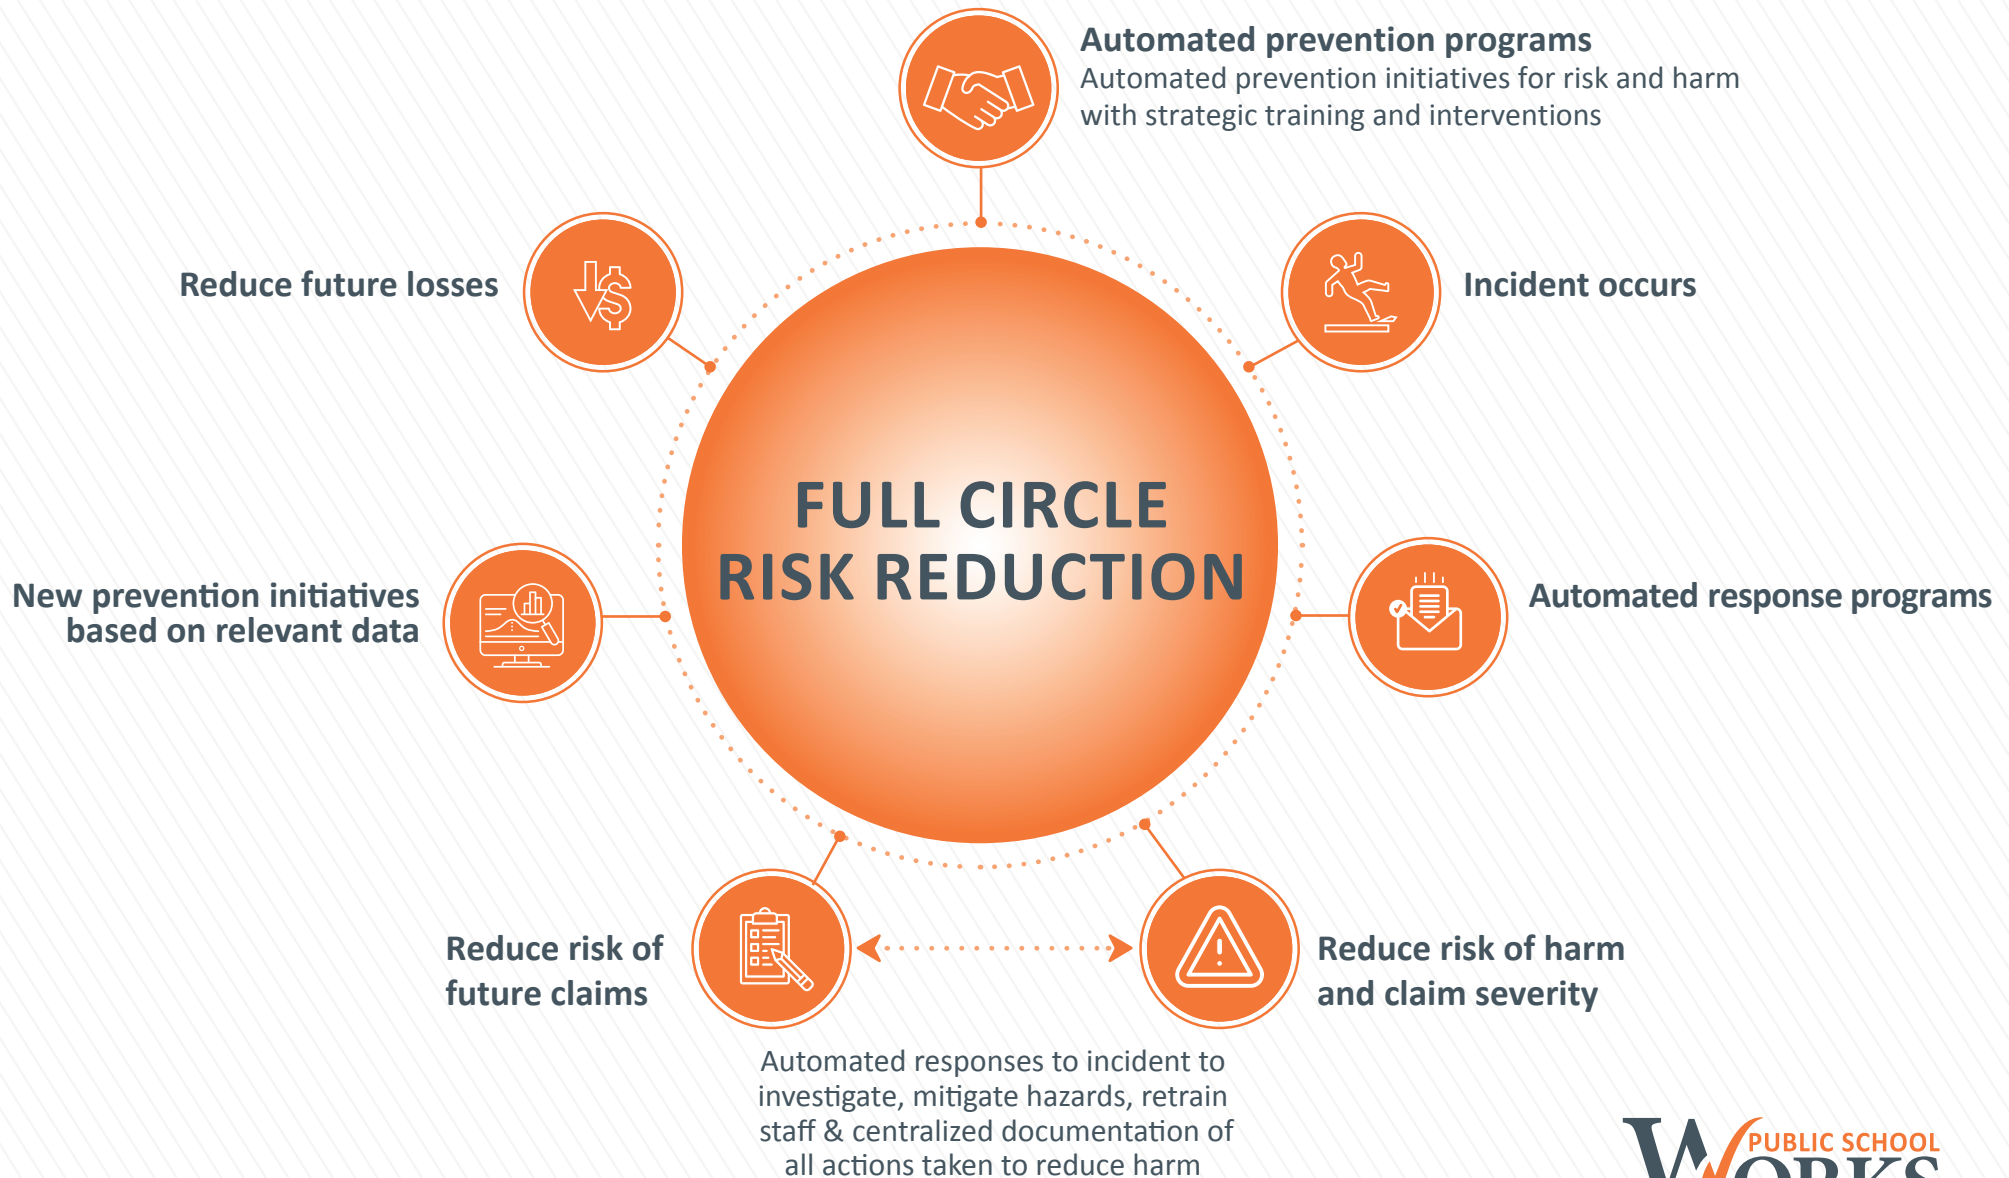 Automated prevention programs
Automated prevention initiatives for risk and harm
with strategic training and interventions
Reduce future losses
Incident occurs
FULL CIRCLE
RISK REDUCTION
New prevention initiatives
based on relevant data
Automated response programs
Reduce risk of
future claims
Reduce risk of harm
and claim severity
Automated responses to incident to
investigate, mitigate hazards, retrain
staff & centralized documentation of
all actions taken to reduce harm
PUBLIC SCHOOL
WORKS